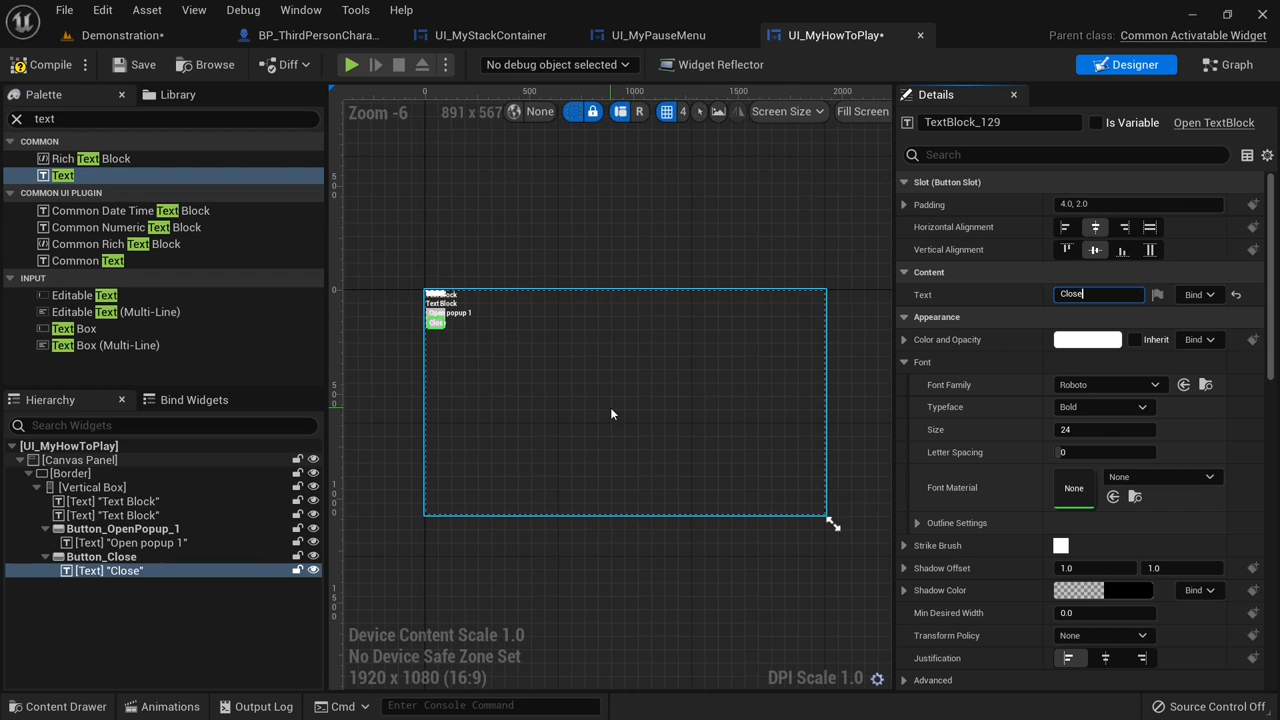 File Edit Asset View Debug Window Tools Help
Demonstration* BP_ThirdPersonChara... UI_MyStackContainer UI_MyPauseMenu UI_MyHowToPlay* Parent class: Common Activatable Widget
Compile Save Browse Diff No debug object selected Widget Reflector Designer Graph
Palette Library
text
COMMON
Rich Text Block
Text
COMMON UI PLUGIN
Common Date Time Text Block
Common Numeric Text Block
Common Rich Text Block
Common Text
INPUT
Editable Text
Editable Text (Multi-Line)
Text Box
Text Box (Multi-Line)
Hierarchy Bind Widgets
Search Widgets
[UI_MyHowToPlay]
[Canvas Panel]
[Border]
[Vertical Box]
[Text] "Text Block"
[Text] "Text Block"
Button_OpenPopup_1
[Text] "Open popup 1"
Button_Close
[Text] "Close"
0 500 1000 1500 2000
Zoom -6 891 x 567 None R 4 Screen Size Fill Screen
500
0
Text Block
Open popup 1
Close
500
1000
1500
Device Content Scale 1.0
No Device Safe Zone Set
1920 x 1080 (16:9) DPI Scale 1.0
Details
TextBlock_129 Is Variable Open TextBlock
Search
Slot (Button Slot)
Padding 4.0, 2.0
Horizontal Alignment
Vertical Alignment
Content
Text Close Bind
Appearance
Color and Opacity Inherit Bind
Font
Font Family Roboto
Typeface Bold
Size 24
Letter Spacing 0
Font Material None None
Outline Settings
Strike Brush
Shadow Offset 1.0 1.0
Shadow Color Bind
Min Desired Width 0.0
Transform Policy None
Justification
Advanced
Content Drawer Animations Output Log Cmd Enter Console Command Source Control Off